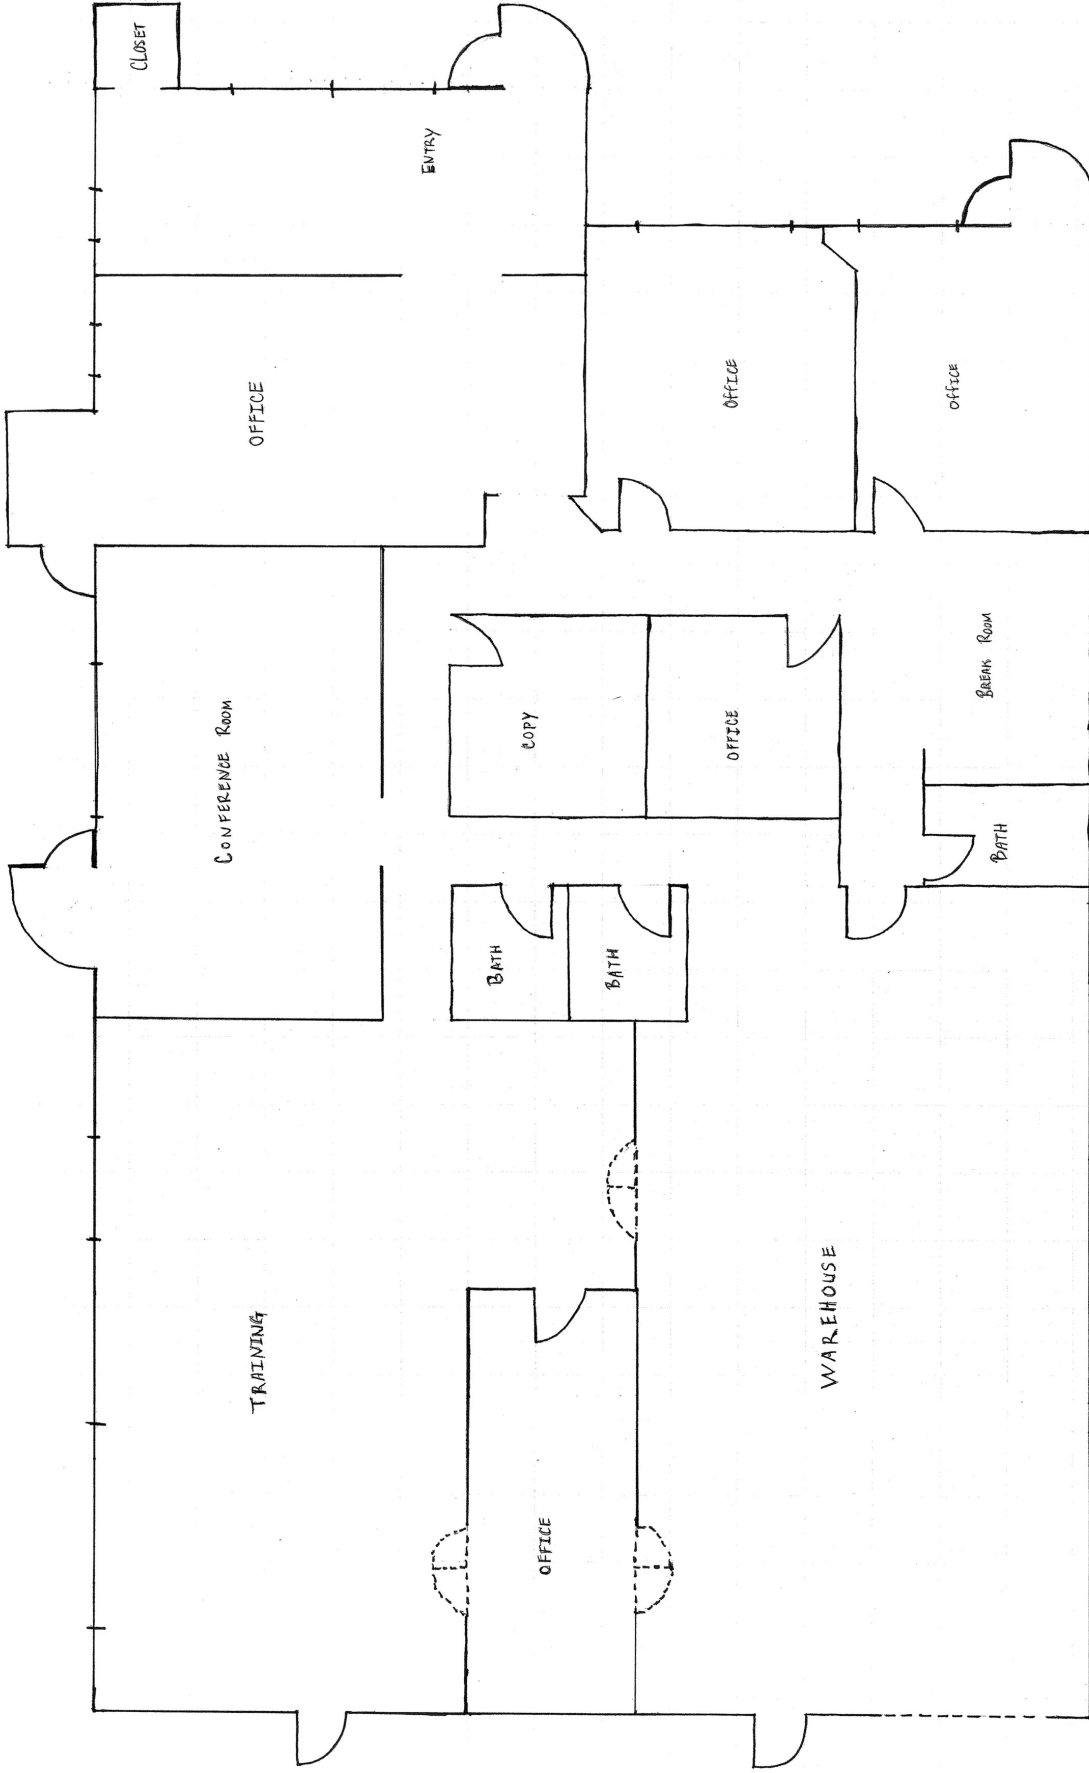 CLOSET
ENTRY
OFFICE
OFFICE
OFFICE
CONFERENCE ROOM
COPY
OFFICE
BREAK ROOM
BATH
BATH
BATH
TRAINING
WAREHOUSE
OFFICE